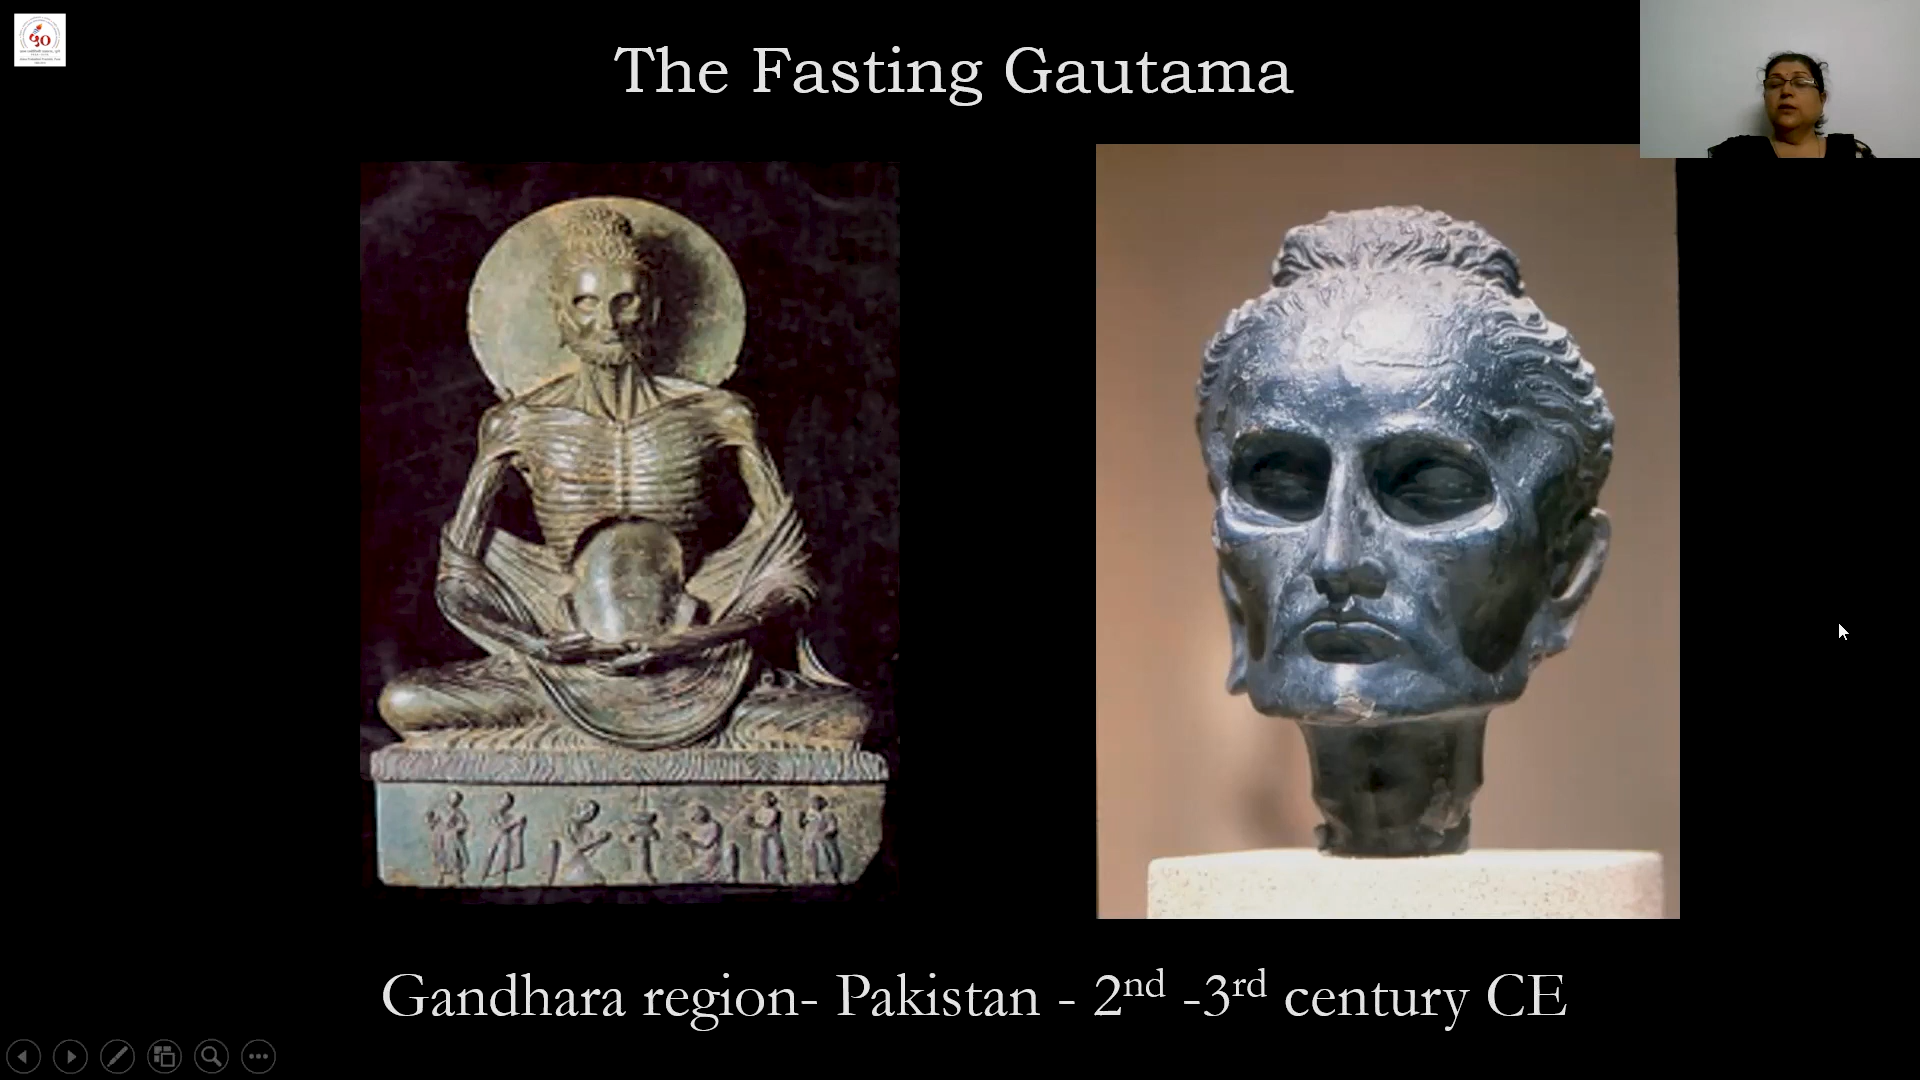 The Fasting Gautama
Gandhara region- Pakistan - 2nd -3rd century CE